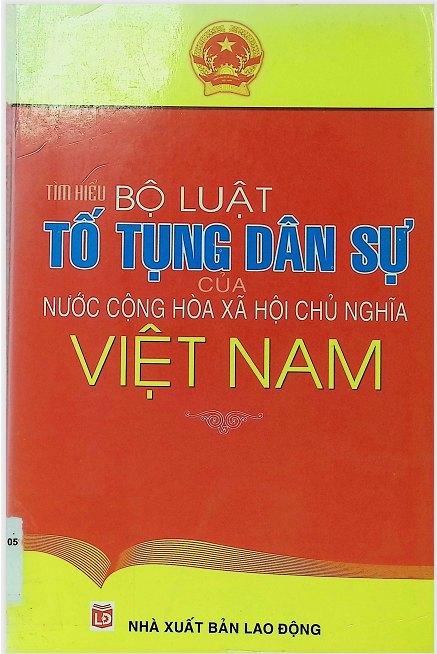 TÌM HIỂU BỘ LUẬT
TỐ TỤNG DÂN SỰ
CỦA
NƯỚC CỘNG HÒA XÃ HỘI CHỦ NGHĨA
VIỆT NAM
05
LĐ
NHÀ XUẤT BẢN LAO ĐỘNG